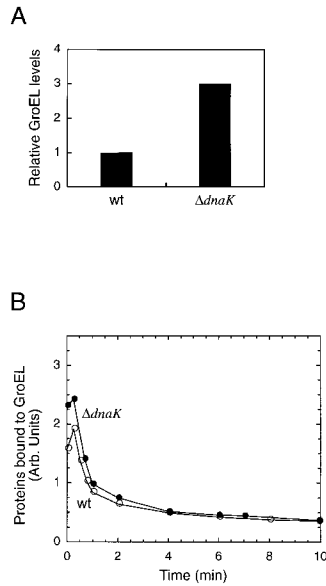 A
Relative GroEL levels
4
3
2
1
0
wt
ΔdnaK
B
Proteins bound to GroEL
(Arb. Units)
3
2
1
0
ΔdnaK
wt
0
2
4
6
8
10
Time (min)